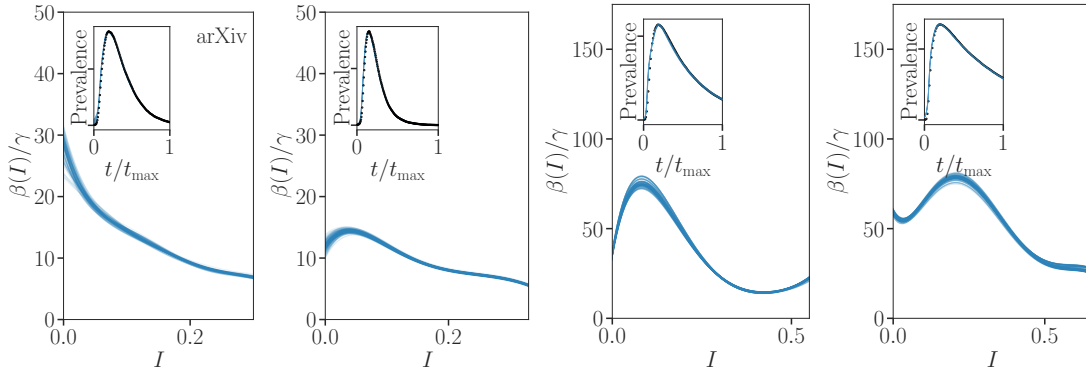 50
40
30
20
10
0
β(I)/γ
0.0
0.2
I
arXiv
Prevalence
0
1
t/t_max
50
40
30
20
10
0
β(I)/γ
0.0
0.2
I
Prevalence
0
1
t/t_max
150
100
50
0
β(I)/γ
0.0
0.5
I
Prevalence
0
1
t/t_max
150
100
50
0
β(I)/γ
0.0
0.5
I
Prevalence
0
1
t/t_max